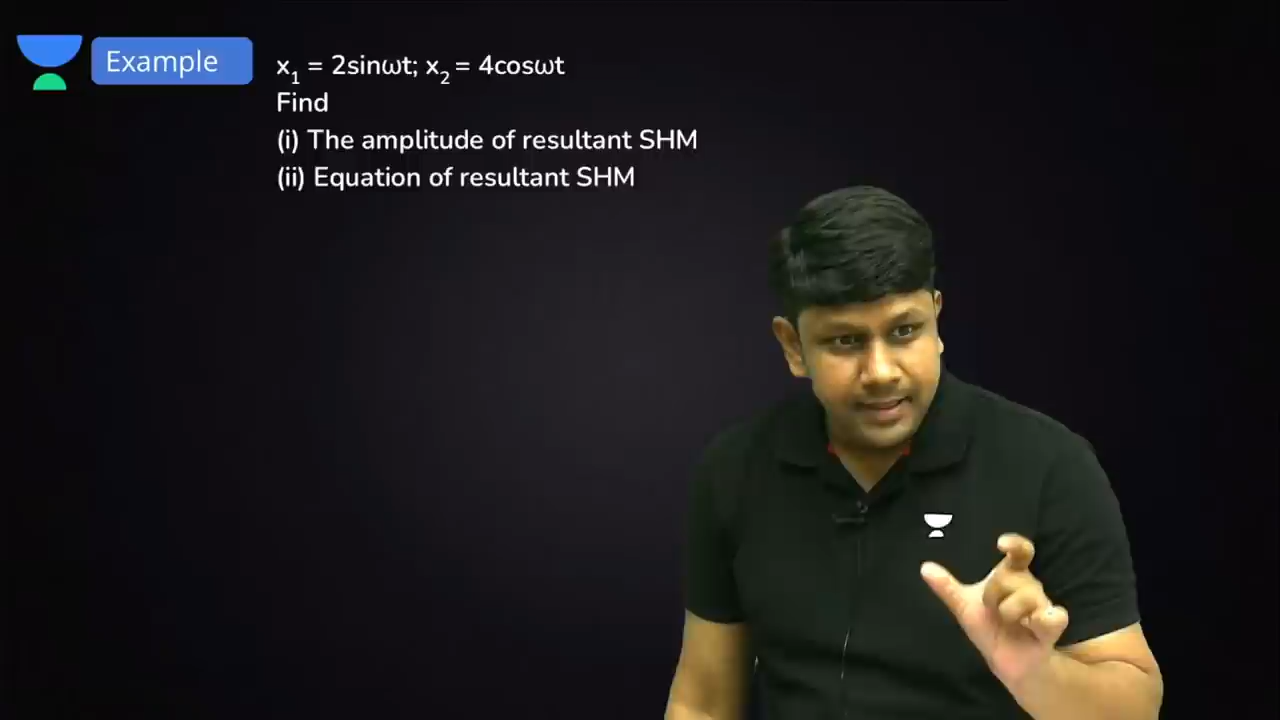 Example
x₁ = 2sinωt; x₂ = 4cosωt
Find
(i) The amplitude of resultant SHM
(ii) Equation of resultant SHM